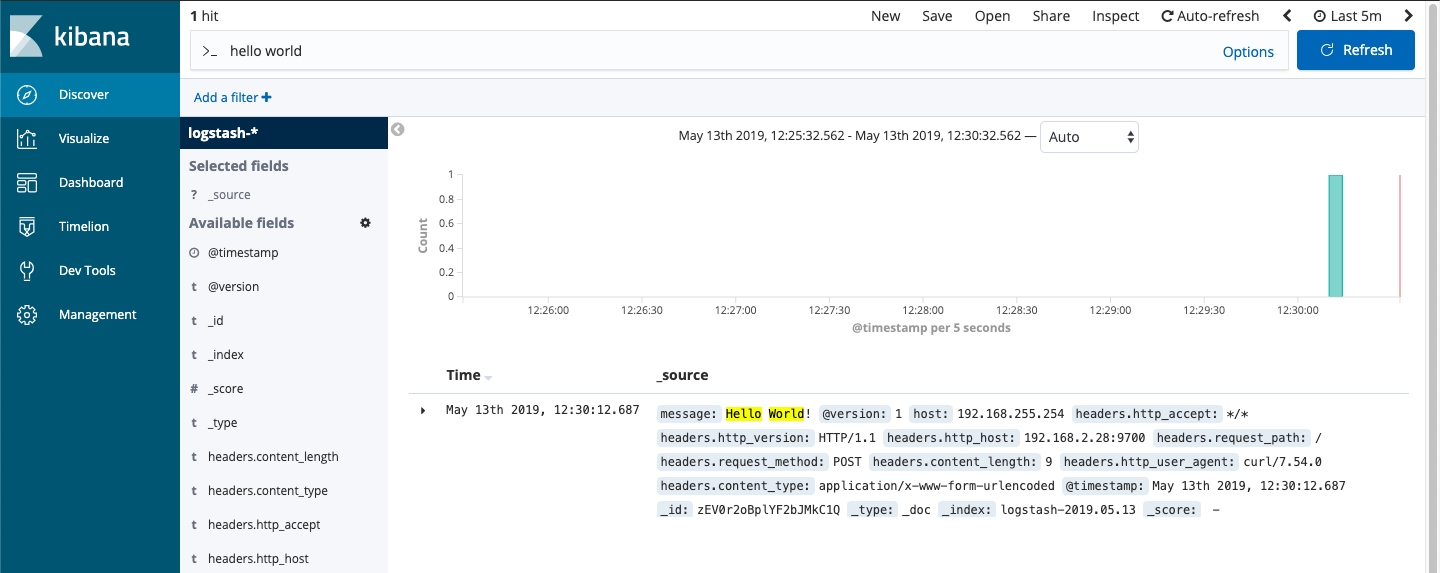 kibana
Discover
Visualize
Dashboard
Timelion
Dev Tools
Management
1 hit
New Save Open Share Inspect Auto-refresh Last 5m
>_ hello world Options Refresh
Add a filter +
logstash-*
Selected fields
? _source
Available fields
@timestamp
t @version
t _id
t _index
# _score
t _type
t headers.content_length
t headers.content_type
t headers.http_accept
t headers.http_host
May 13th 2019, 12:25:32.562 - May 13th 2019, 12:30:32.562 — Auto
Count
1
0.8
0.6
0.4
0.2
0
12:26:00 12:26:30 12:27:00 12:27:30 12:28:00 12:28:30 12:29:00 12:29:30 12:30:00
@timestamp per 5 seconds
Time _source
May 13th 2019, 12:30:12.687 message: Hello World! @version: 1 host: 192.168.255.254 headers.http_accept: */*
headers.http_version: HTTP/1.1 headers.http_host: 192.168.2.28:9700 headers.request_path: /
headers.request_method: POST headers.content_length: 9 headers.http_user_agent: curl/7.54.0
headers.content_type: application/x-www-form-urlencoded @timestamp: May 13th 2019, 12:30:12.687
_id: zEV0r2oBplYF2bJMkC1Q _type: _doc _index: logstash-2019.05.13 _score: -